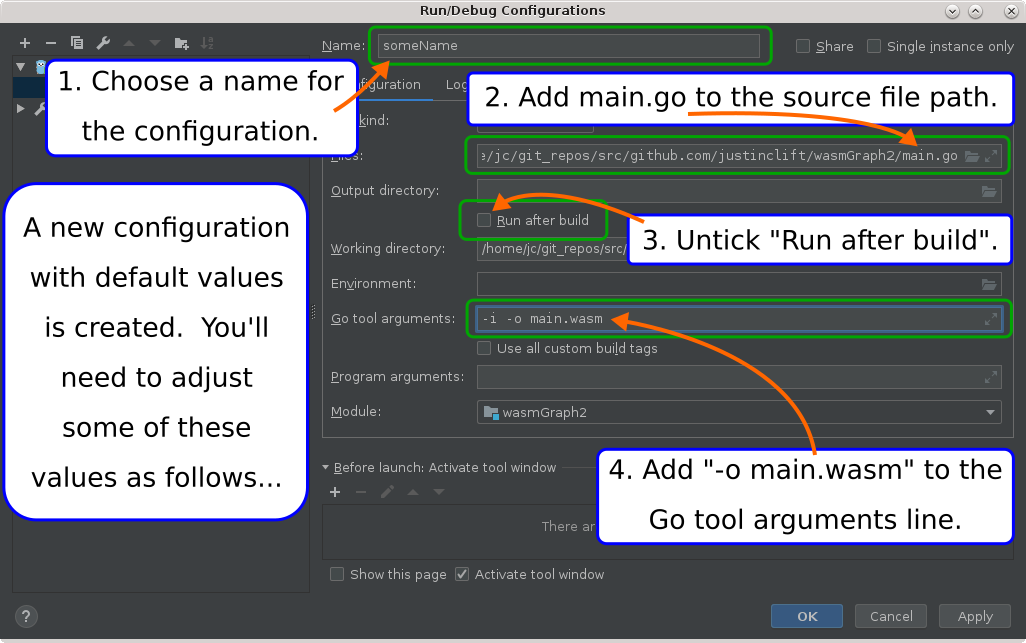 Run/Debug Configurations
Name: someName
Share
Single instance only
1. Choose a name for
the configuration.
2. Add main.go to the source file path.
kind:
Files: e/jc/git_repos/src/github.com/justinclift/wasmGraph2/main.go
Output directory:
Run after build
3. Untick "Run after build".
Working directory: /home/jc/git_repos/src/
Environment:
Go tool arguments: -i -o main.wasm
Use all custom build tags
Program arguments:
Module: wasmGraph2
A new configuration
with default values
is created. You'll
need to adjust
some of these
values as follows...
Before launch: Activate tool window
4. Add "-o main.wasm" to the
Go tool arguments line.
There ar
Show this page
Activate tool window
?
OK
Cancel
Apply